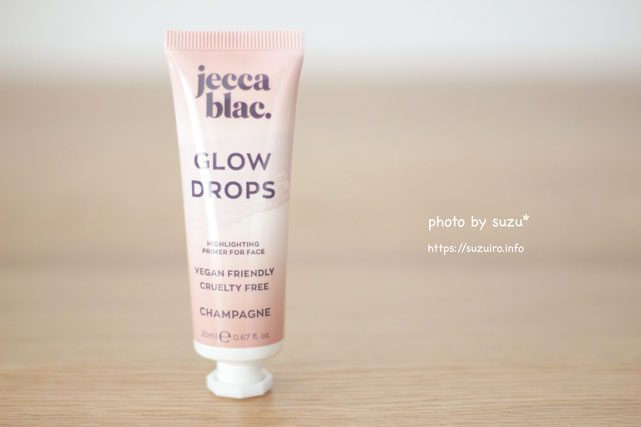 jecca
blac.
GLOW
DROPS
HIGHLIGHTING
PRIMER FOR FACE
VEGAN FRIENDLY
CRUELTY FREE
CHAMPAGNE
20ml ℮ 0.67 fl. oz.
photo by suzu*
https://suzuiro.info